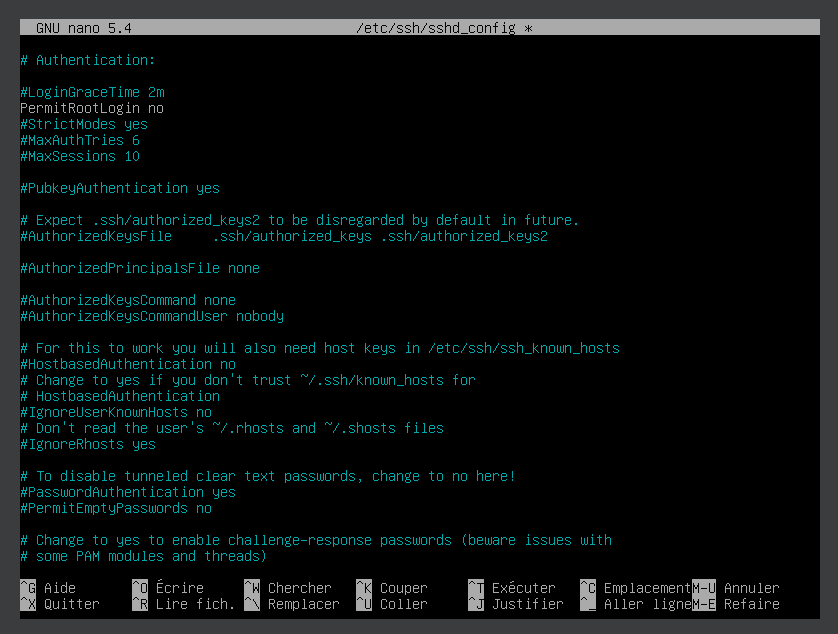 GNU nano 5.4 /etc/ssh/sshd_config *
# Authentication:
#LoginGraceTime 2m
PermitRootLogin no
#StrictModes yes
#MaxAuthTries 6
#MaxSessions 10
#PubkeyAuthentication yes
# Expect .ssh/authorized_keys2 to be disregarded by default in future.
#AuthorizedKeysFile .ssh/authorized_keys .ssh/authorized_keys2
#AuthorizedPrincipalsFile none
#AuthorizedKeysCommand none
#AuthorizedKeysCommandUser nobody
# For this to work you will also need host keys in /etc/ssh/ssh_known_hosts
#HostbasedAuthentication no
# Change to yes if you don't trust ~/.ssh/known_hosts for
# HostbasedAuthentication
#IgnoreUserKnownHosts no
# Don't read the user's ~/.rhosts and ~/.shosts files
#IgnoreRhosts yes
# To disable tunneled clear text passwords, change to no here!
#PasswordAuthentication yes
#PermitEmptyPasswords no
# Change to yes to enable challenge-response passwords (beware issues with
# some PAM modules and threads)
^G Aide ^O Écrire ^W Chercher ^K Couper ^T Exécuter ^C Emplacement M-U Annuler
^X Quitter ^R Lire fich. ^\ Remplacer ^U Coller ^J Justifier ^_ Aller ligne M-E Refaire